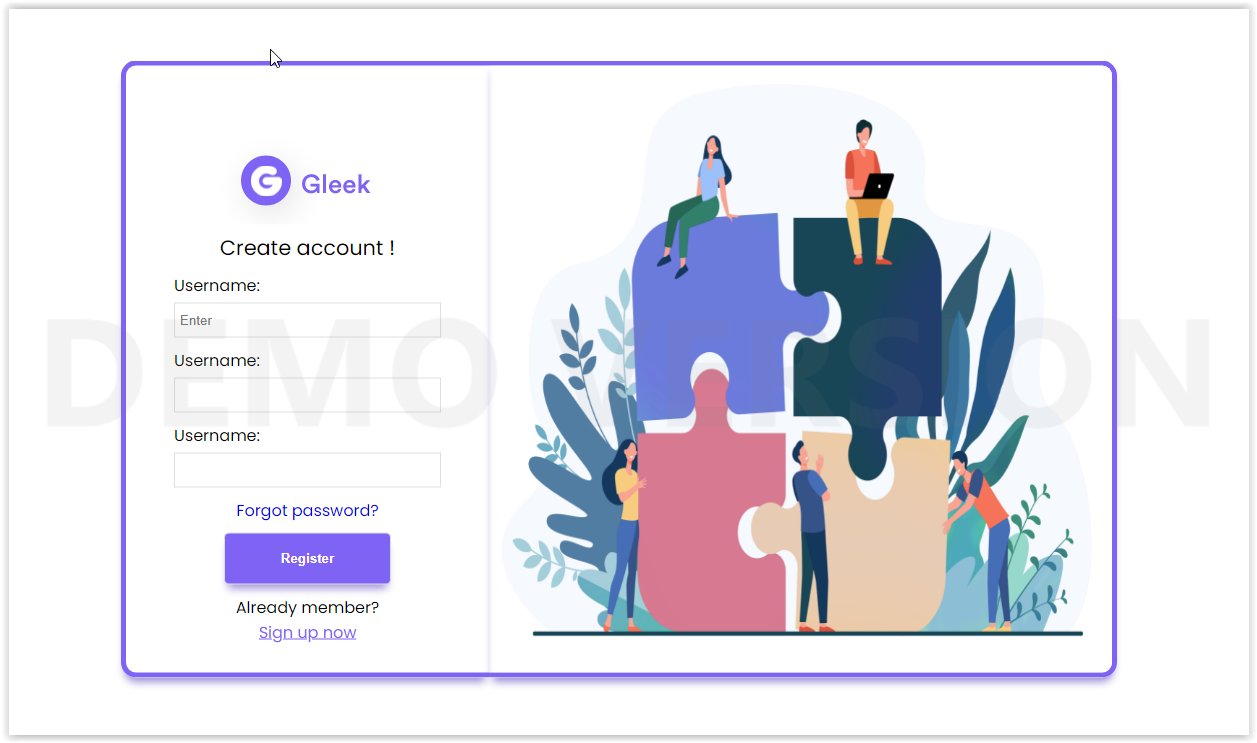 Gleek
Create account !
Username:
Enter
Username:
Username:
Forgot password?
Register
Already member?
Sign up now
DEMO VERSION